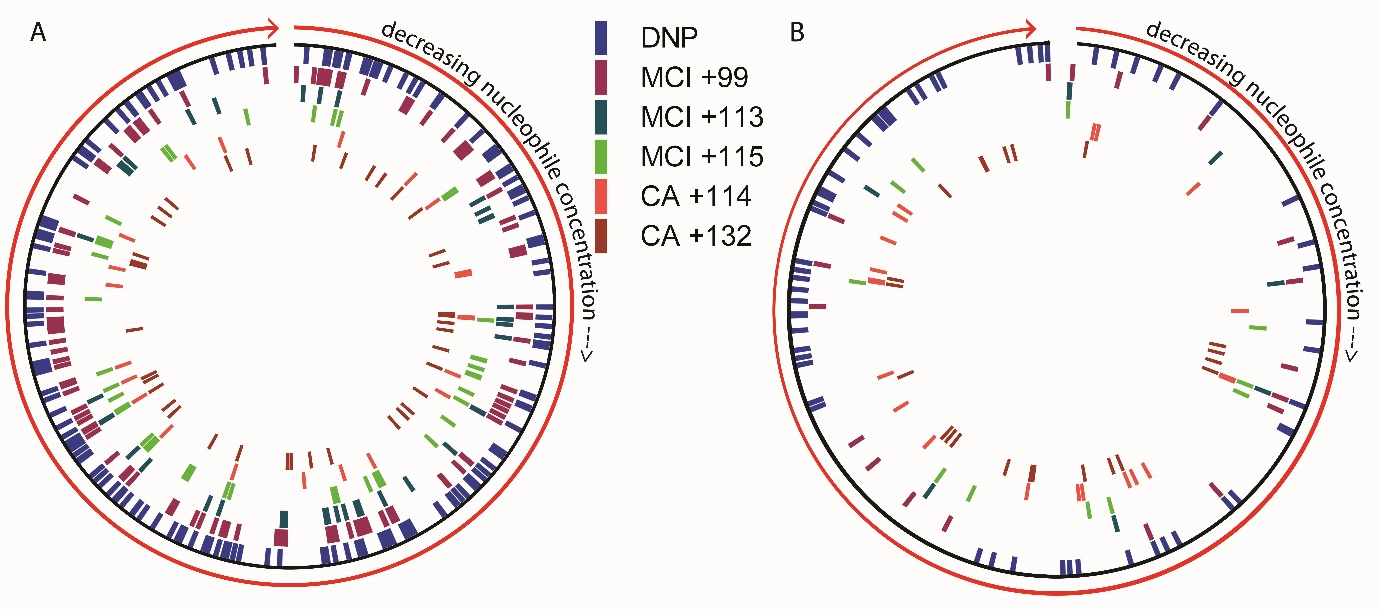 A
decreasing nucleophile concentration --->
DNP
MCI +99
MCI +113
MCI +115
CA +114
CA +132
B
decreasing nucleophile concentration --->